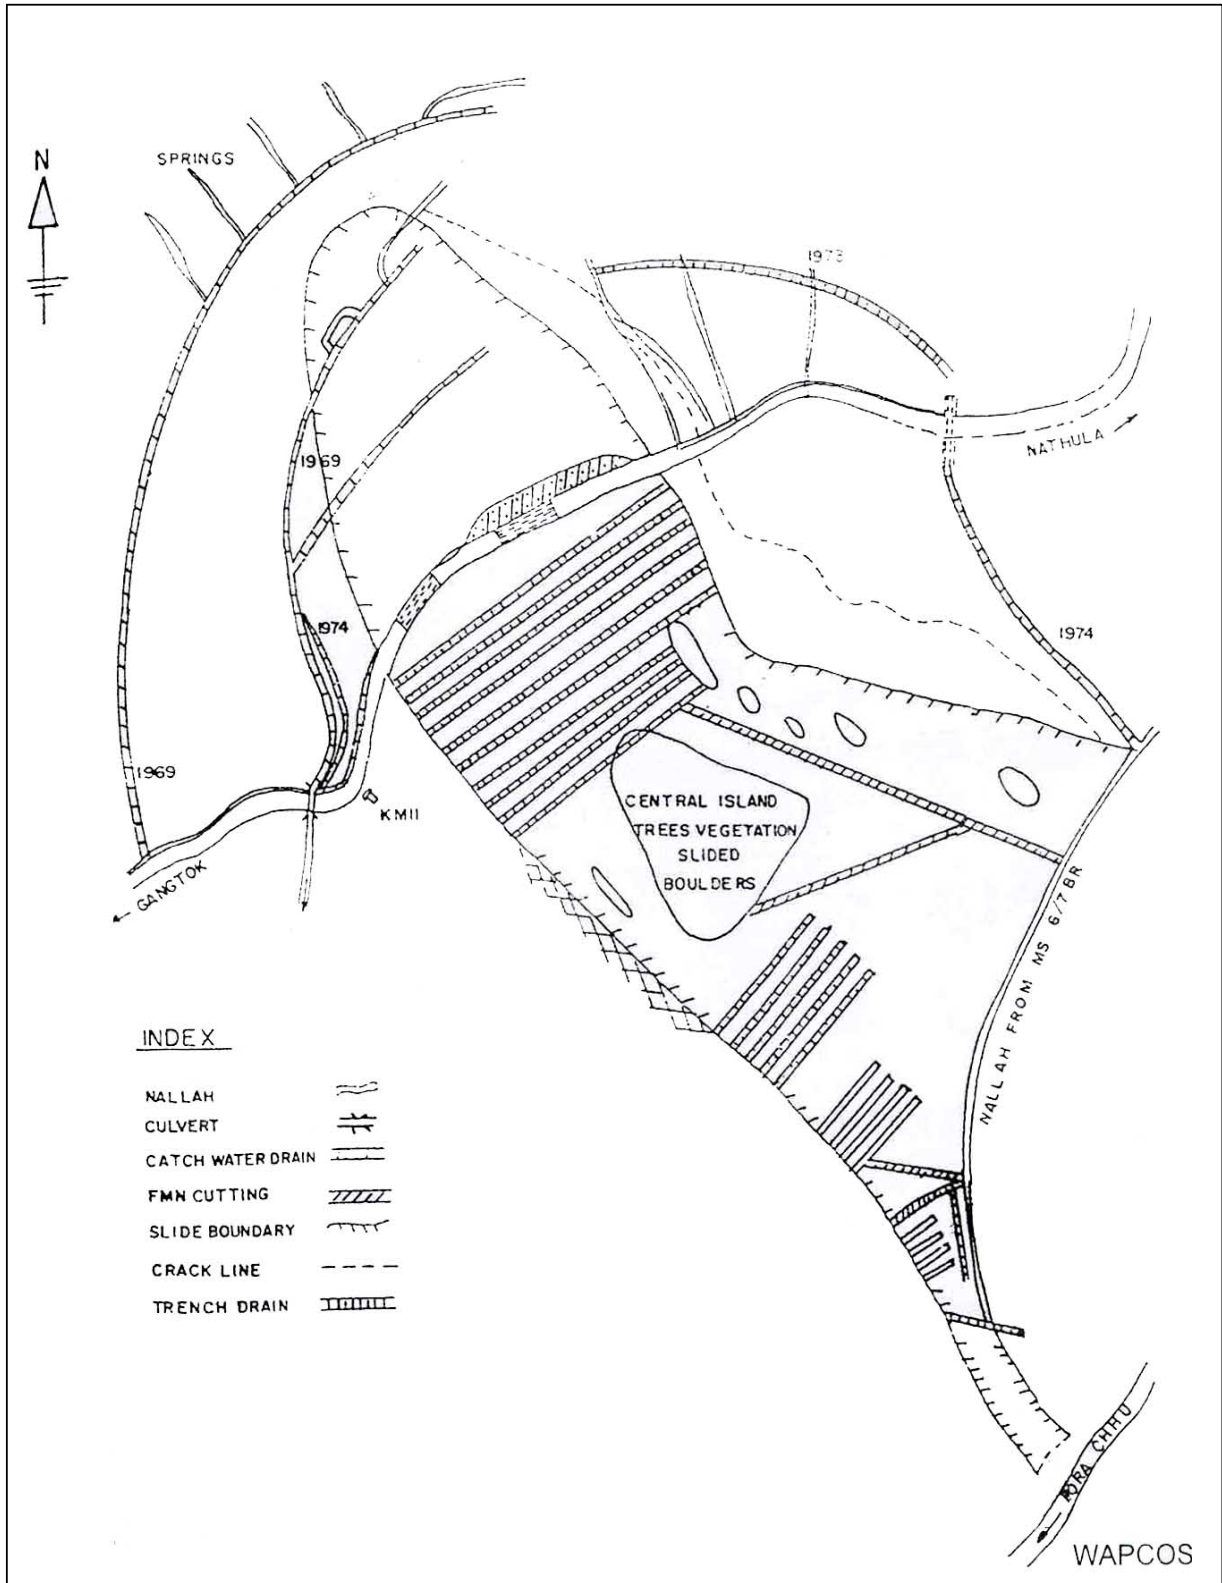 N
SPRINGS
1973
NATHULA
1969
1974
1974
1969
KM11
GANGTOK
CENTRAL ISLAND
TREES VEGETATION
SLIDED
BOULDERS
NALLAH FROM MS 6/7 BR
INDEX
NALLAH
CULVERT
CATCH WATER DRAIN
FMN CUTTING
SLIDE BOUNDARY
CRACK LINE
TRENCH DRAIN
RORA CHHU
WAPCOS